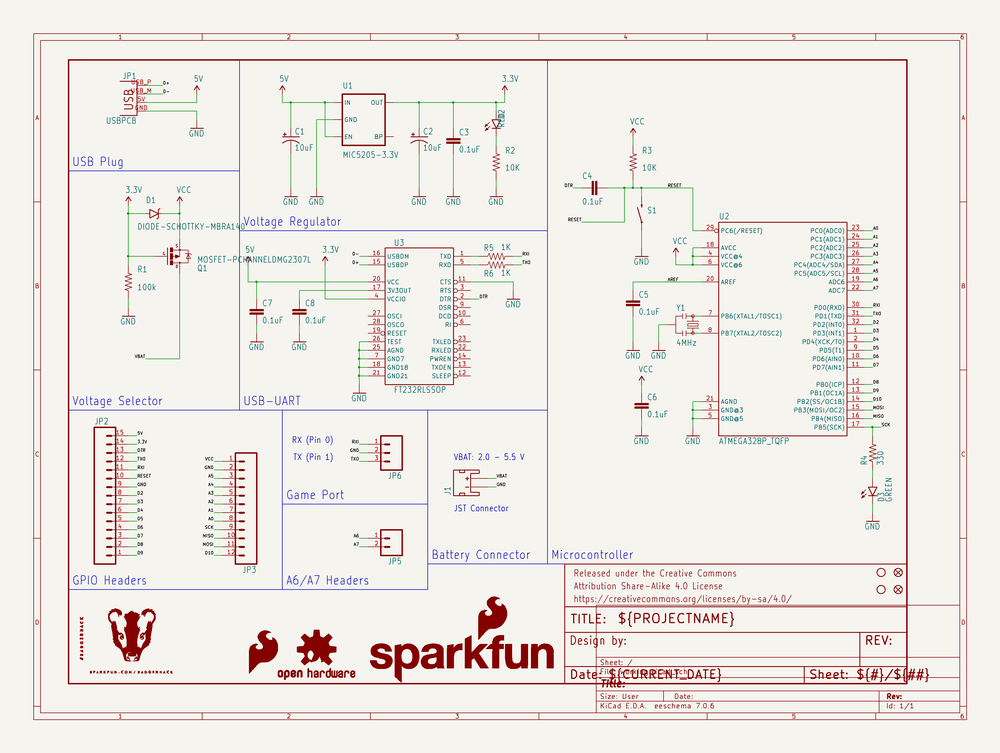 1 2 3 4 5 6
A
B
C
D
JP1
USB
USB_P
USB_M
5V
GND
D+
D-
USBPCB
5V
GND
USB Plug
3.3V
VCC
D1
DIODE-SCHOTTKY-MBRA140
MOSFET-PCHANNELDMG2307L
Q1
R1
100k
GND
VBAT
Voltage Selector
5V
C1
10uF
GND
GND
U1
IN
OUT
GND
EN
BP
MIC5205-3.3V
C2
10uF
GND
C3
0.1uF
GND
3.3V
R2
10K
GND
Voltage Regulator
5V
C7
0.1uF
GND
3.3V
C8
0.1uF
GND
U3
D- 16 USBDM TXD 1
D+ 15 USBDP RXD 5
20 VCC CTS 11
17 3V3OUT RTS 3
4 VCCIO DTR 2 DTR
DSR 9
27 OSCI DCD 10
28 OSCO RI 6
19 RESET
26 TEST TXLED 23
25 AGND RXLED 22
7 GND7 PWREN 14
18 GND18 TXDEN 13
21 GND21 SLEEP 12
FT232RLSSOP
GND
R5 1K RXI
R6 1K TXO
GND
USB-UART
VCC
R3
10K
C4
DTR
0.1uF
RESET
RESET
S1
GND
VCC
AREF
C5
0.1uF
GND
Y1
4MHz
GND
VCC
C6
0.1uF
GND
GND
U2
29 PC6(/RESET) PC0(ADC0) 23 A0
PC1(ADC1) 24 A1
18 AVCC PC2(ADC2) 25 A2
4 VCC@4 PC3(ADC3) 26 A3
6 VCC@6 PC4(ADC4/SDA) 27 A4
PC5(ADC5/SCL) 28 A5
20 AREF ADC6 19 A6
ADC7 22 A7
PD0(RXD) 30 RXI
7 PB6(XTAL1/TOSC1) PD1(TXD) 31 TXO
PD2(INT0) 32 D2
8 PB7(XTAL2/TOSC2) PD3(INT1) 1 D3
PD4(XCK/T0) 2 D4
PD5(T1) 9 D5
PD6(AIN0) 10 D6
PD7(AIN1) 11 D7
PB0(ICP) 12 D8
PB1(OC1A) 13 D9
21 AGND PB2(SS/OC1B) 14 D10
3 GND@3 PB3(MOSI/OC2) 15 MOSI
5 GND@5 PB4(MISO) 16 MISO
PB5(SCK) 17 SCK
ATMEGA328P_TQFP
R4
330
D3
GREEN
GND
Microcontroller
JP2
15 5V
14 3.3V
13 DTR
12 TXO
11 RXI
10 RESET
9 GND
8 D2
7 D3
6 D4
5 D5
4 D6
3 D7
2 D8
1 D9
VCC 1
GND 2
A5 3
A4 4
A3 5
A2 6
A1 7
A0 8
SCK 9
MISO 10
MOSI 11
D10 12
JP3
GPIO Headers
RX (Pin 0)
TX (Pin 1)
RXI 1
GND 2
TXO 3
JP6
Game Port
A6 1
A7 2
JP5
A6/A7 Headers
VBAT: 2.0 - 5.5 V
J1
VBAT
GND
JST Connector
Battery Connector
Released under the Creative Commons
Attribution Share-Alike 4.0 License
https://creativecommons.org/licenses/by-sa/4.0/
TITLE: ${PROJECTNAME}
Design by:
REV:
Sheet: /
Date: ${CURRENT_DATE}
Sheet: ${#}/${##}
Title:
Size: User Date: Rev:
KiCad E.D.A. eeschema 7.0.6 Id: 1/1
BADGERHACK
SPARKFUN.COM/BADGERHACK
open hardware
sparkfun
1 2 3 4 5 6